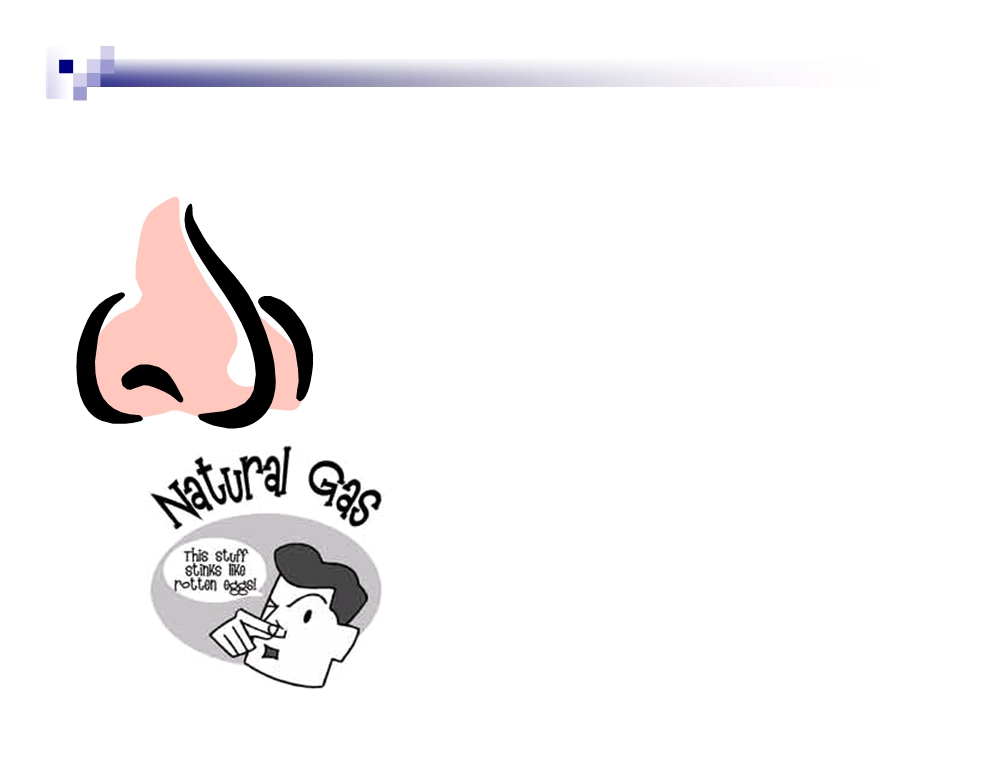 Natural Gas
This stuff
stinks like
rotten eggs!